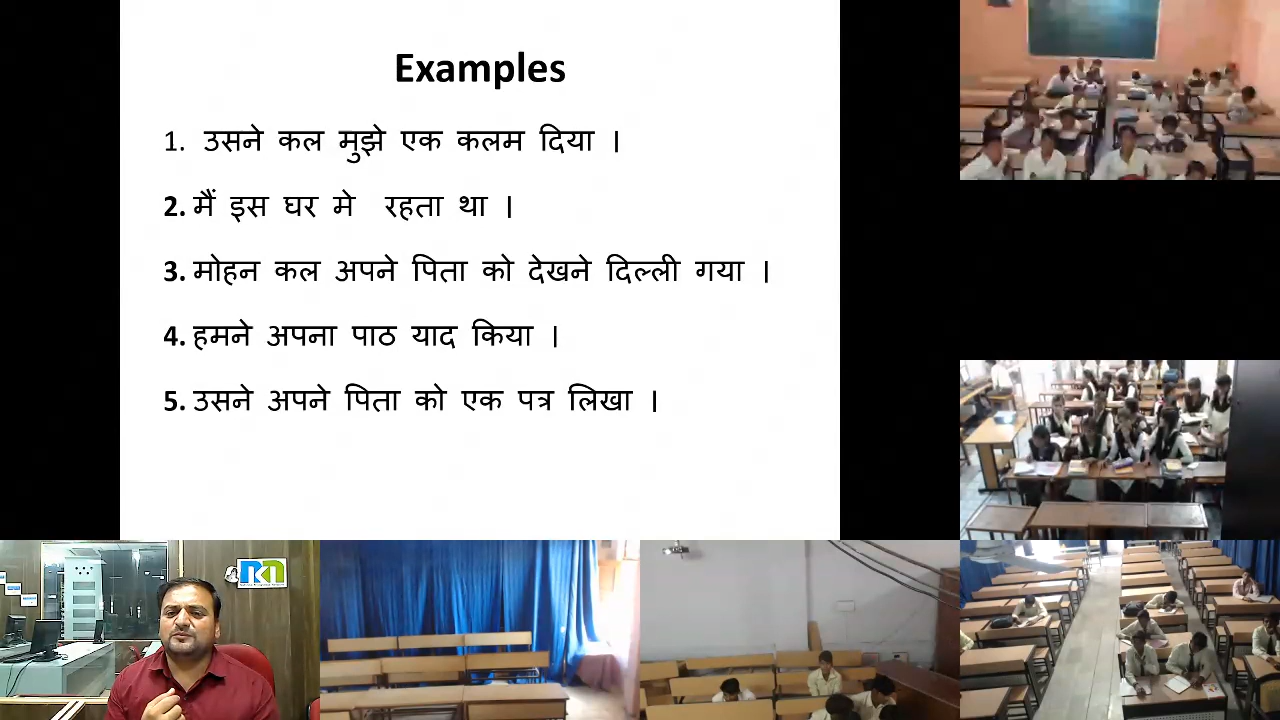 Examples
1. उसने कल मुझे एक कलम दिया ।
2. मैं इस घर मे रहता था ।
3. मोहन कल अपने पिता को देखने दिल्ली गया ।
4. हमने अपना पाठ याद किया ।
5. उसने अपने पिता को एक पत्र लिखा ।